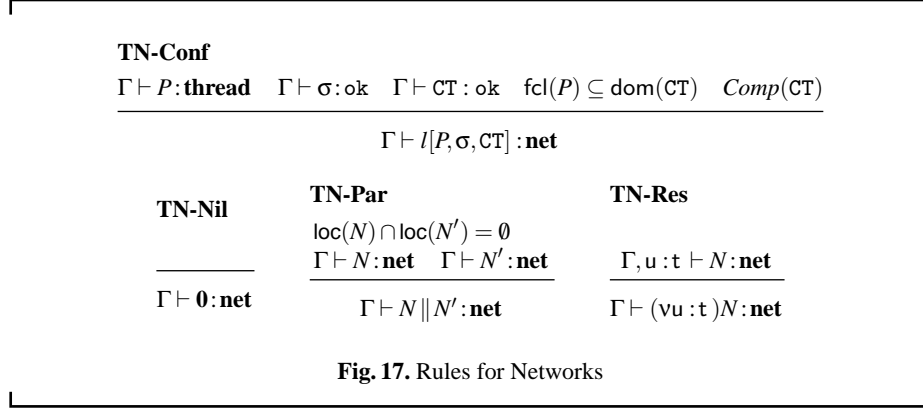 TN-Conf
Γ ⊢ P : thread Γ ⊢ σ : ok Γ ⊢ CT : ok fcl(P) ⊆ dom(CT) Comp(CT)
Γ ⊢ l[P, σ, CT] : net
TN-Nil TN-Par TN-Res
loc(N) ∩ loc(N′) = ∅
Γ ⊢ N : net Γ ⊢ N′ : net Γ, u : t ⊢ N : net
Γ ⊢ 0 : net Γ ⊢ N ∥ N′ : net Γ ⊢ (νu : t)N : net
Fig. 17. Rules for Networks